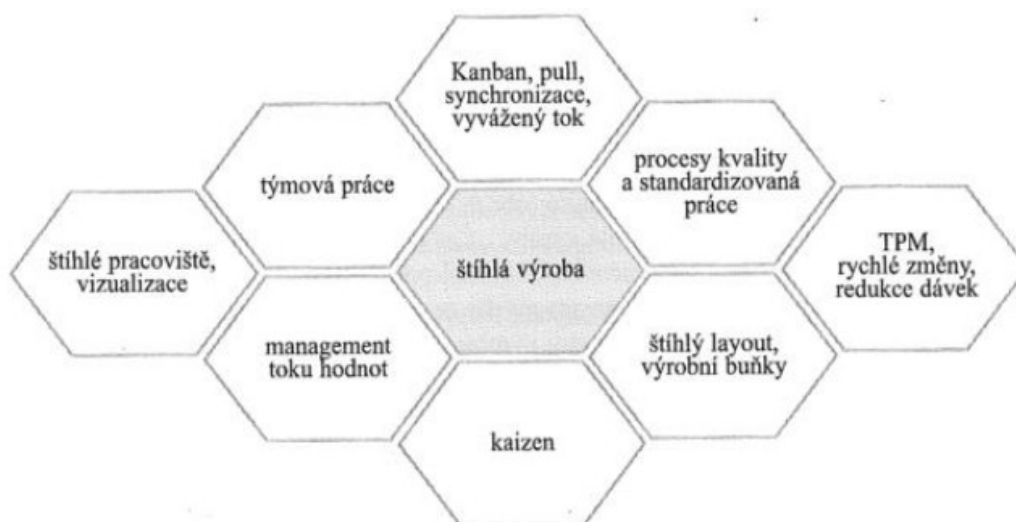 Kanban, pull,
synchronizace,
vyvážený tok
týmová práce
procesy kvality
a standardizovaná
práce
štíhlé pracoviště,
vizualizace
štíhlá výroba
TPM,
rychlé změny,
redukce dávek
management
toku hodnot
štíhlý layout,
výrobní buňky
kaizen